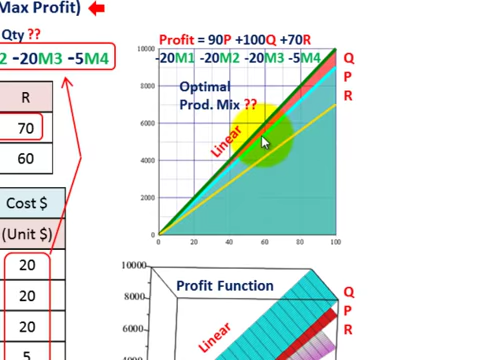 Max Profit)
Qty ??
2 -20M3 -5M4
R
70
60
Cost $
(Unit $)
20
20
20
5
Profit = 90P +100Q +70R
-20M1 -20M2 -20M3 -5M4
Optimal
Prod. Mix ??
Linear
10000
8000
6000
4000
2000
0
0
20
40
60
80
100
Q
P
R
Profit Function
Linear
10000
8000
6000
Q
P
R